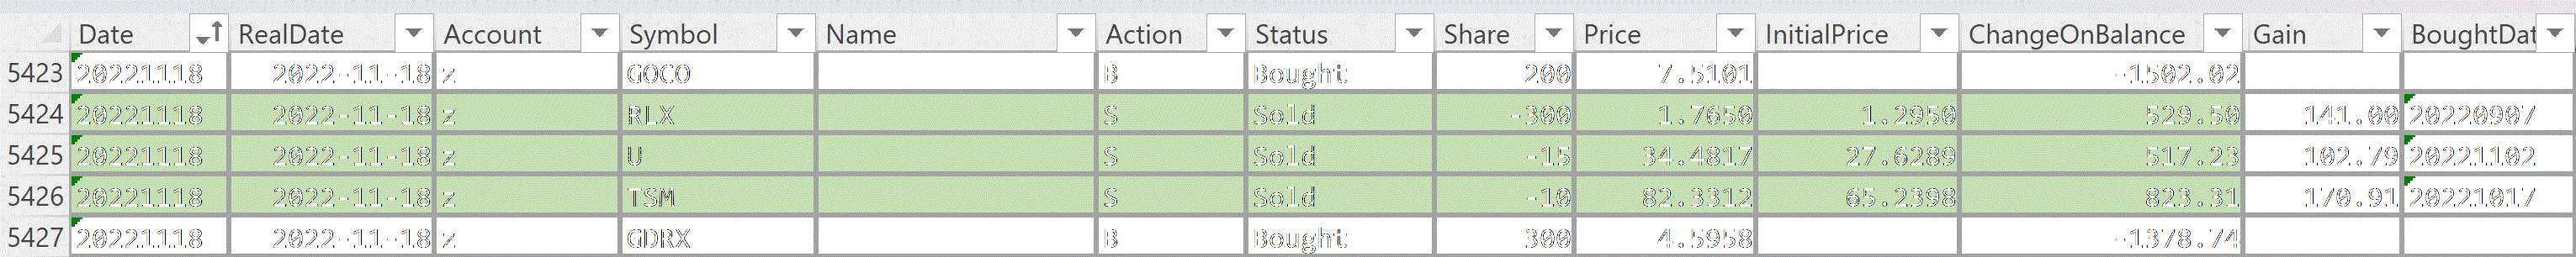 Date RealDate Account Symbol Name Action Status Share Price InitialPrice ChangeOnBalance Gain BoughtDat
5423 20221118 2022-11-18 z GOCO B Bought 200 7.5101 -1502.02
5424 20221118 2022-11-18 z RLX S Sold -300 1.7650 1.2950 529.50 141.00 20220907
5425 20221118 2022-11-18 z U S Sold -15 34.4817 27.6289 517.23 102.79 20221102
5426 20221118 2022-11-18 z TSM S Sold -10 82.3312 65.2398 823.31 170.91 20221017
5427 20221118 2022-11-18 z GDRX B Bought 300 4.5958 -1378.74